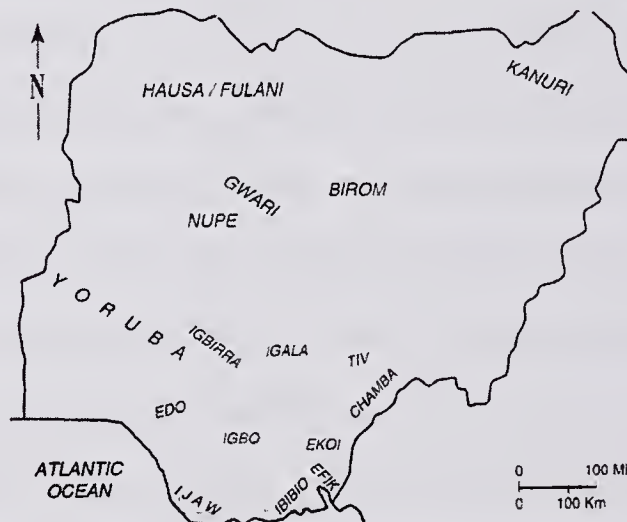 N
HAUSA / FULANI
KANURI
GWARI
BIROM
NUPE
YORUBA
IGBIRRA
IGALA
TIV
CHAMBA
EDO
IGBO
EKOI
EFIK
IBIBIO
IJAW
ATLANTIC
OCEAN
0 100 Mi
0 100 Km